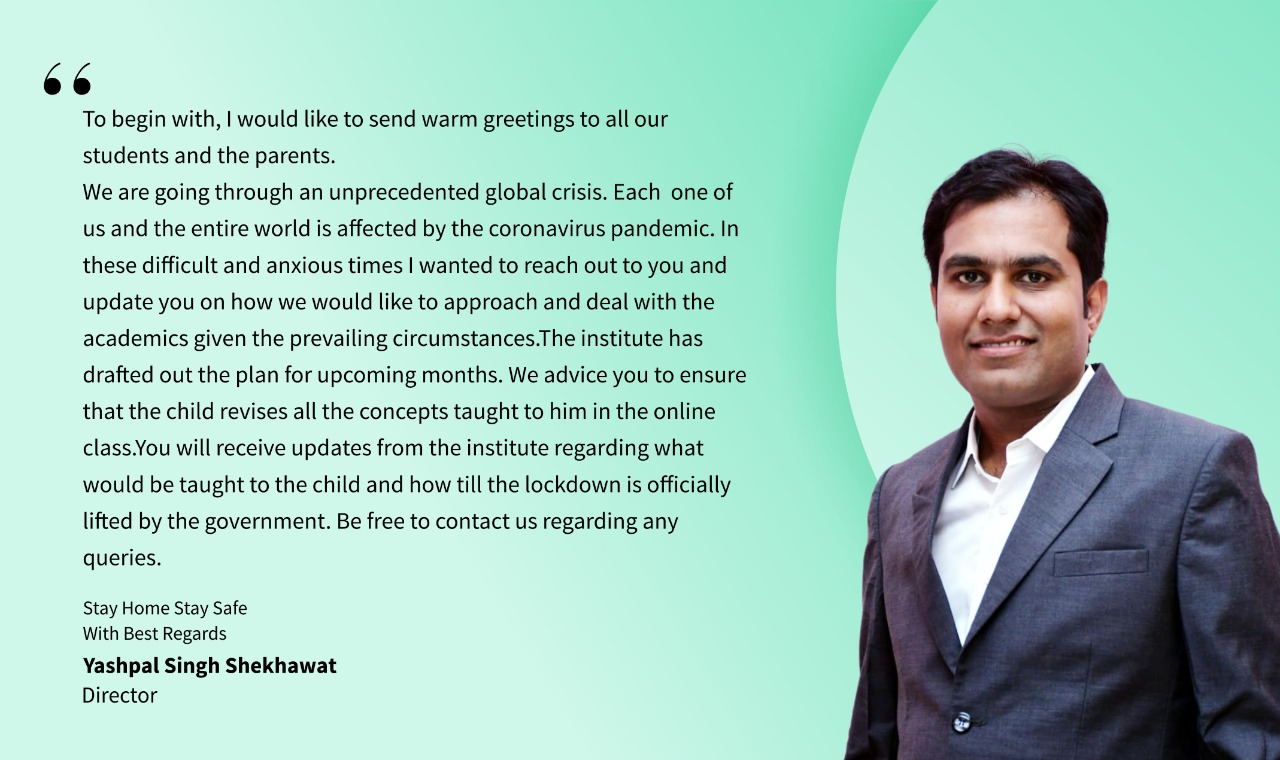 “
To begin with, I would like to send warm greetings to all our
students and the parents.
We are going through an unprecedented global crisis. Each  one of
us and the entire world is affected by the coronavirus pandemic. In
these difficult and anxious times I wanted to reach out to you and
update you on how we would like to approach and deal with the
academics given the prevailing circumstances.The institute has
drafted out the plan for upcoming months. We advice you to ensure
that the child revises all the concepts taught to him in the online
class.You will receive updates from the institute regarding what
would be taught to the child and how till the lockdown is officially
lifted by the government. Be free to contact us regarding any
queries.
Stay Home Stay Safe
With Best Regards
Yashpal Singh Shekhawat
Director